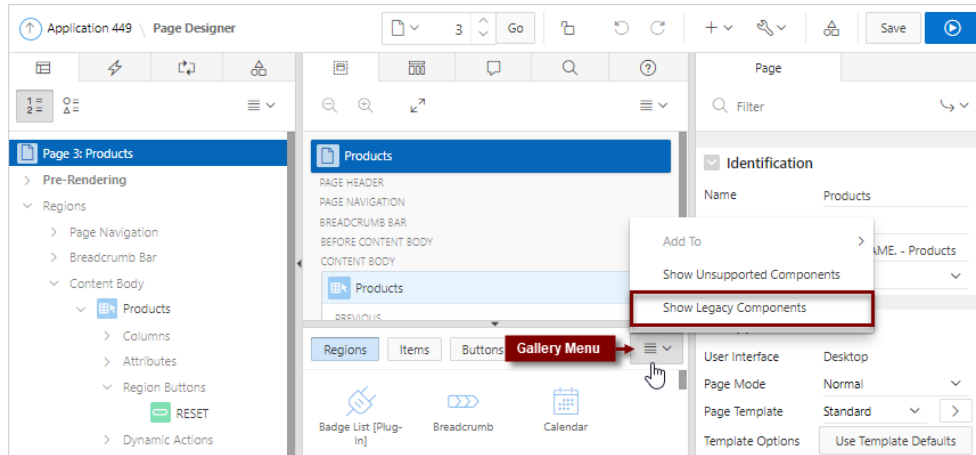 Application 449 \ Page Designer
3
Go
Save
Page
1 =
2 =
Filter
Page 3: Products
Pre-Rendering
Regions
Page Navigation
Breadcrumb Bar
Content Body
Products
Columns
Attributes
Region Buttons
RESET
Dynamic Actions
Products
PAGE HEADER
PAGE NAVIGATION
BREADCRUMB BAR
BEFORE CONTENT BODY
CONTENT BODY
Products
Regions
Items
Buttons
Gallery Menu
Badge List [Plug-
In]
Breadcrumb
Calendar
Add To
Show Unsupported Components
Show Legacy Components
Identification
Name
Products
AME. - Products
User Interface
Desktop
Page Mode
Normal
Page Template
Standard
Template Options
Use Template Defaults